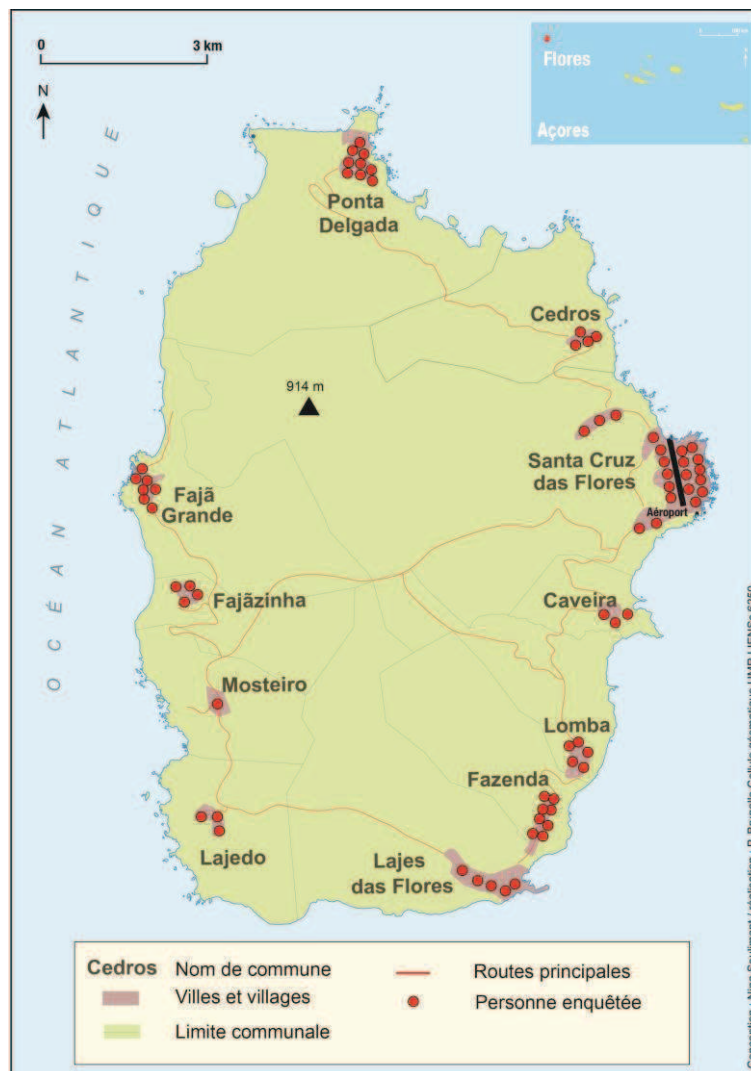 0 3 km
N
Flores
Açores
OCÉAN ATLANTIQUE
Ponta
Delgada
Cedros
914 m
Santa Cruz
das Flores
Aéroport
Fajã
Grande
Fajãzinha
Caveira
Mosteiro
Lomba
Fazenda
Lajedo
Lajes
das Flores
Cedros Nom de commune
Routes principales
Villes et villages
Personne enquêtée
Limite communale